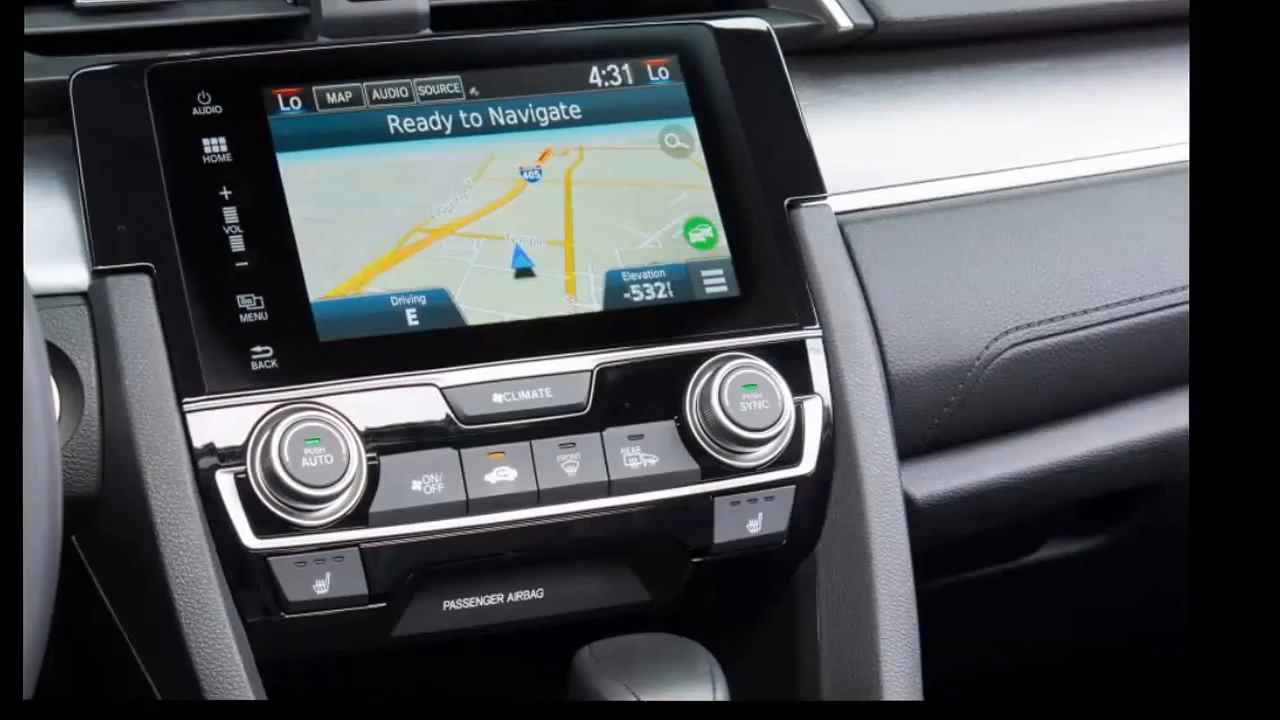 AUDIO
HOME
+
VOL
−
MENU
BACK
Lo MAP AUDIO SOURCE 4:31 Lo
Ready to Navigate
405
Temple
Driving
E
Elevation
-532
CLIMATE
PUSH
AUTO
ON/
OFF
FRONT
REAR
PUSH
SYNC
PASSENGER AIRBAG